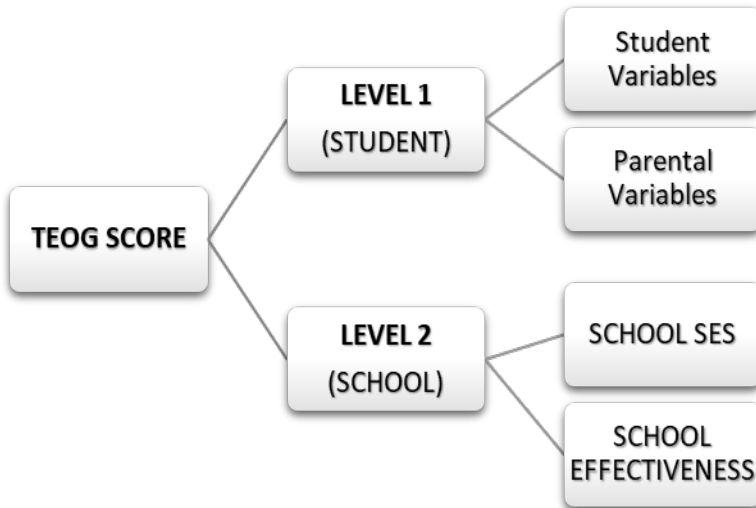 Student
Variables
LEVEL 1
(STUDENT)
Parental
Variables
TEOG SCORE
LEVEL 2
(SCHOOL)
SCHOOL SES
SCHOOL
EFFECTIVENESS